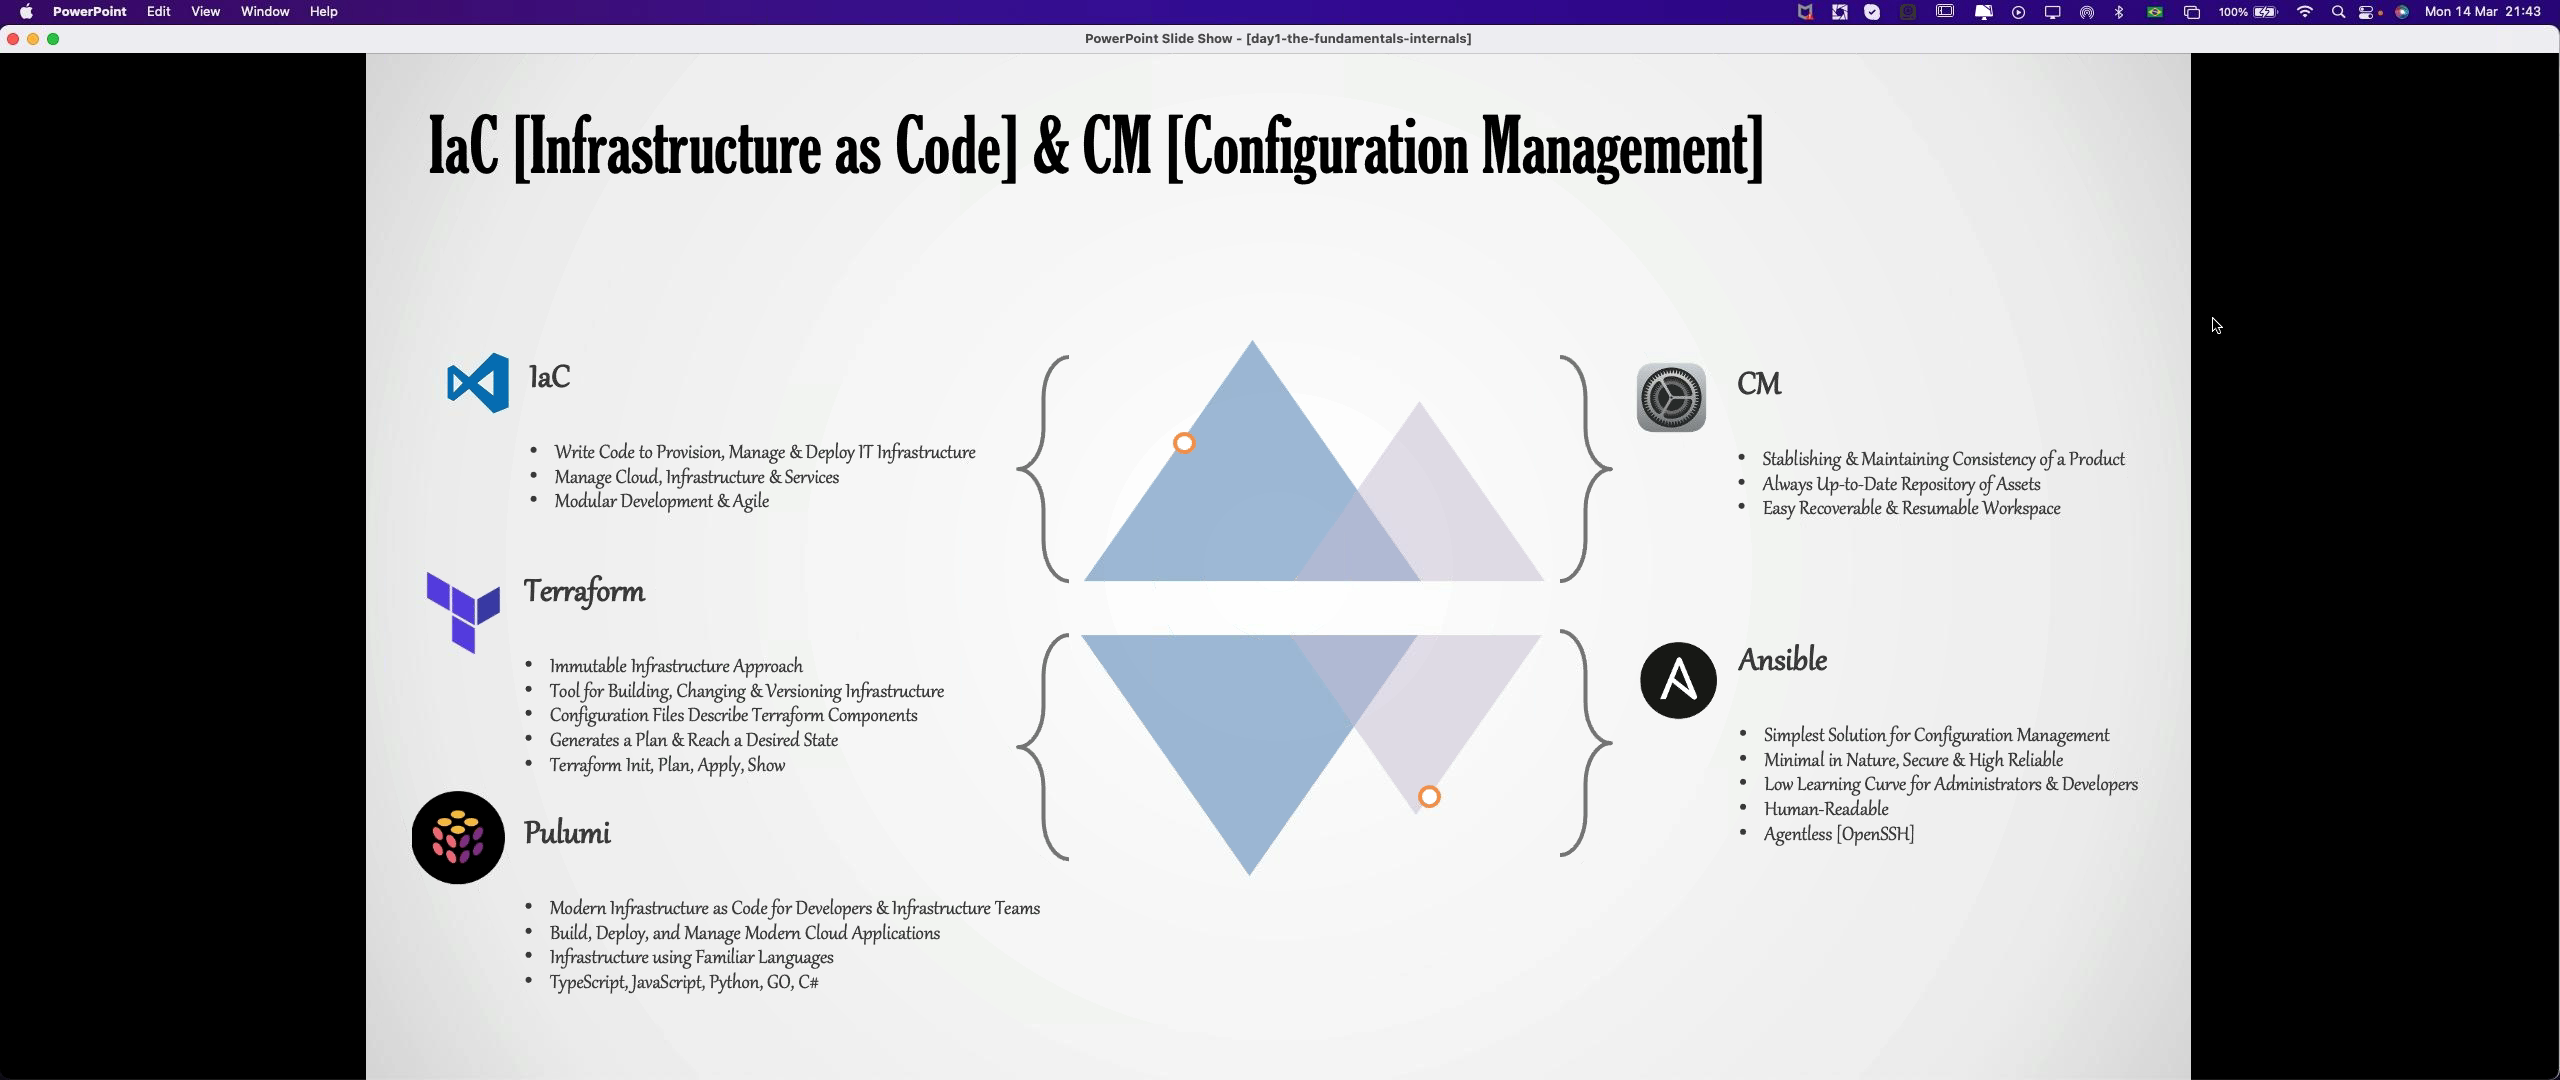 PowerPoint Edit View Window Help 100% Mon 14 Mar 21:43
PowerPoint Slide Show - [day1-the-fundamentals-internals]
IaC [Infrastructure as Code] & CM [Configuration Management]
IaC
• Write Code to Provision, Manage & Deploy IT Infrastructure
• Manage Cloud, Infrastructure & Services
• Modular Development & Agile
Terraform
• Immutable Infrastructure Approach
• Tool for Building, Changing & Versioning Infrastructure
• Configuration Files Describe Terraform Components
• Generates a Plan & Reach a Desired State
• Terraform Init, Plan, Apply, Show
Pulumi
• Modern Infrastructure as Code for Developers & Infrastructure Teams
• Build, Deploy, and Manage Modern Cloud Applications
• Infrastructure using Familiar Languages
• TypeScript, JavaScript, Python, GO, C#
CM
• Stablishing & Maintaining Consistency of a Product
• Always Up-to-Date Repository of Assets
• Easy Recoverable & Resumable Workspace
Ansible
• Simplest Solution for Configuration Management
• Minimal in Nature, Secure & High Reliable
• Low Learning Curve for Administrators & Developers
• Human-Readable
• Agentless [OpenSSH]